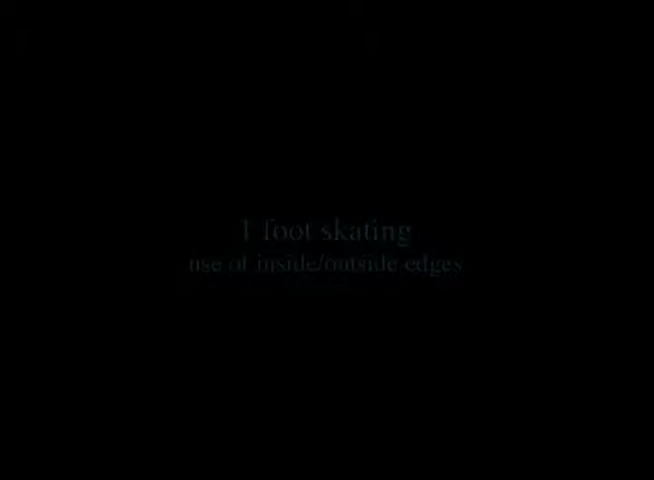 1 foot skating
use of inside/outside edges